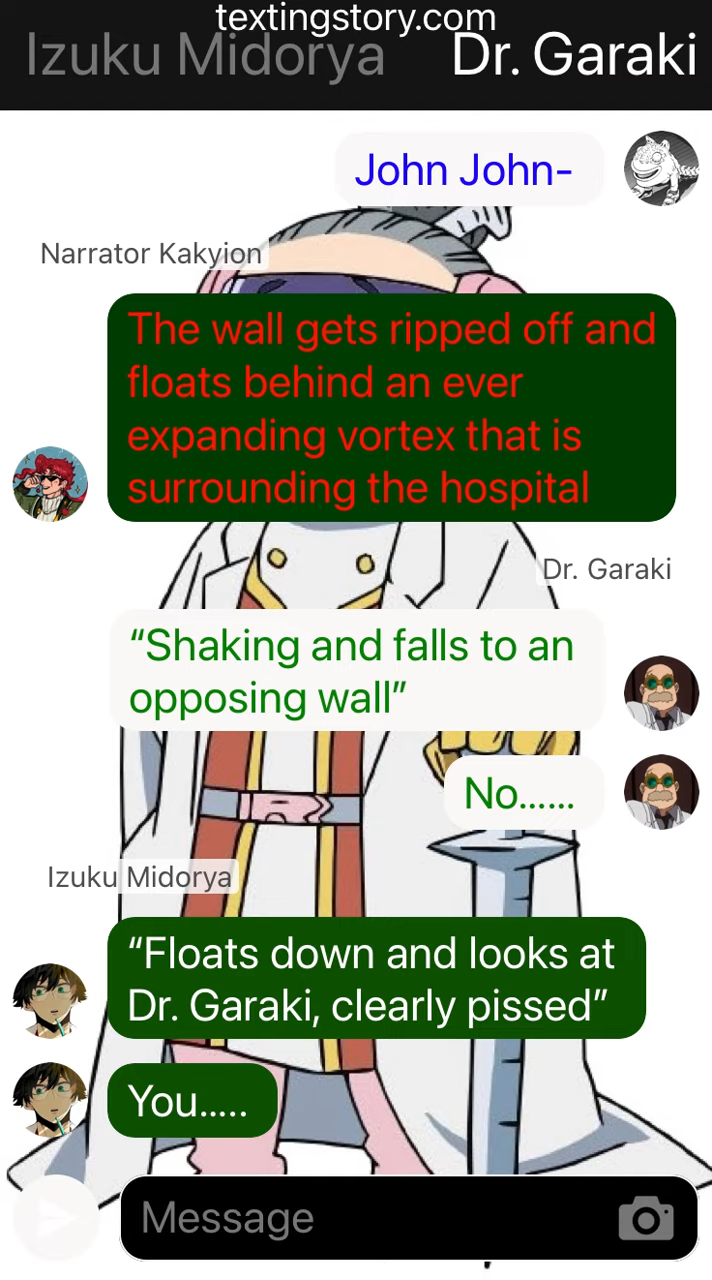 textingstory.com
Izuku Midorya Dr. Garaki
John John-
Narrator Kakyion
The wall gets ripped off and
floats behind an ever
expanding vortex that is
surrounding the hospital
Dr. Garaki
“Shaking and falls to an
opposing wall”
No......
Izuku Midorya
“Floats down and looks at
Dr. Garaki, clearly pissed”
You.....
Message